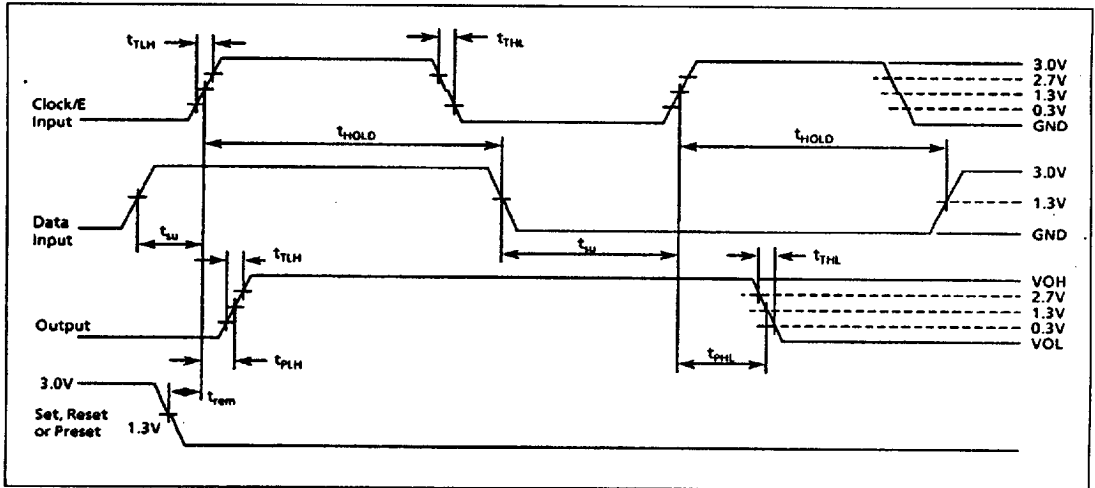 tTLH
tTHL
3.0V
2.7V
1.3V
0.3V
GND
Clock/E
Input
tHOLD
tHOLD
3.0V
1.3V
GND
Data
Input
tsu
tsu
tTLH
tTHL
VOH
2.7V
1.3V
0.3V
VOL
Output
tPLH
tPHL
3.0V
trem
Set, Reset
or Preset
1.3V